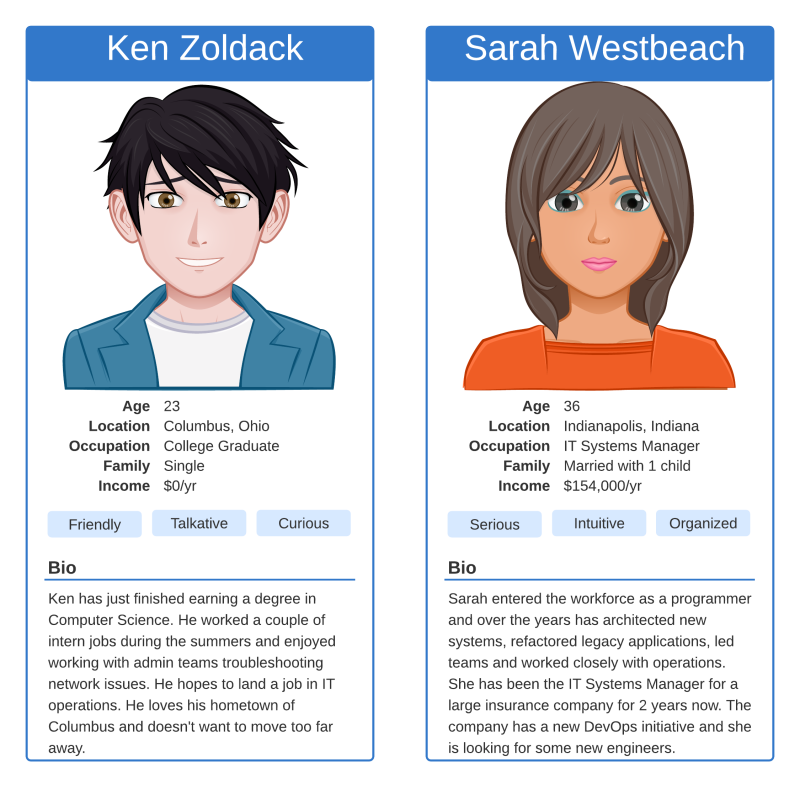 Ken Zoldack
Age 23
Location Columbus, Ohio
Occupation College Graduate
Family Single
Income $0/yr
Friendly Talkative Curious
Bio
Ken has just finished earning a degree in
Computer Science. He worked a couple of
intern jobs during the summers and enjoyed
working with admin teams troubleshooting
network issues. He hopes to land a job in IT
operations. He loves his hometown of
Columbus and doesn't want to move too far
away.
Sarah Westbeach
Age 36
Location Indianapolis, Indiana
Occupation IT Systems Manager
Family Married with 1 child
Income $154,000/yr
Serious Intuitive Organized
Bio
Sarah entered the workforce as a programmer
and over the years has architected new
systems, refactored legacy applications, led
teams and worked closely with operations.
She has been the IT Systems Manager for a
large insurance company for 2 years now. The
company has a new DevOps initiative and she
is looking for some new engineers.